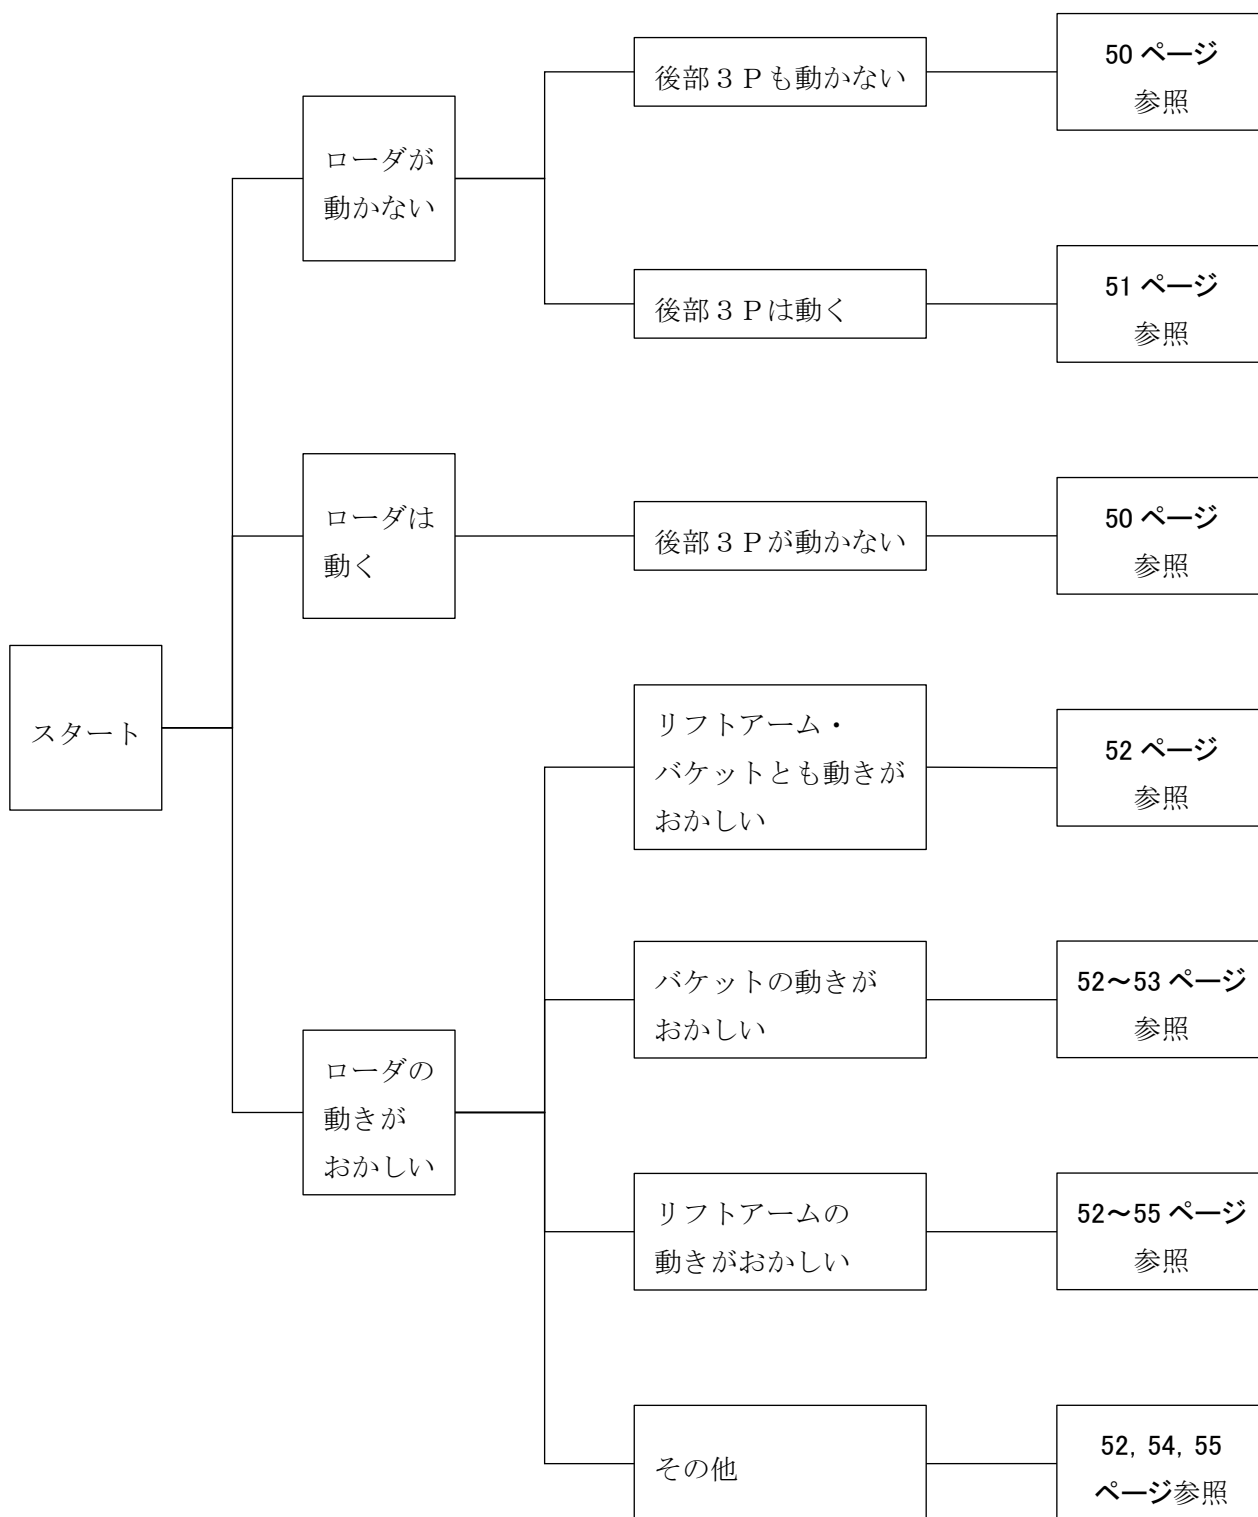 スタート
ローダが
動かない
後部３Ｐも動かない
50 ページ
参照
後部３Ｐは動く
51 ページ
参照
ローダは
動く
後部３Ｐが動かない
50 ページ
参照
ローダの
動きが
おかしい
リフトアーム・
バケットとも動きが
おかしい
52 ページ
参照
バケットの動きが
おかしい
52～53 ページ
参照
リフトアームの
動きがおかしい
52～55 ページ
参照
その他
52, 54, 55
ページ参照